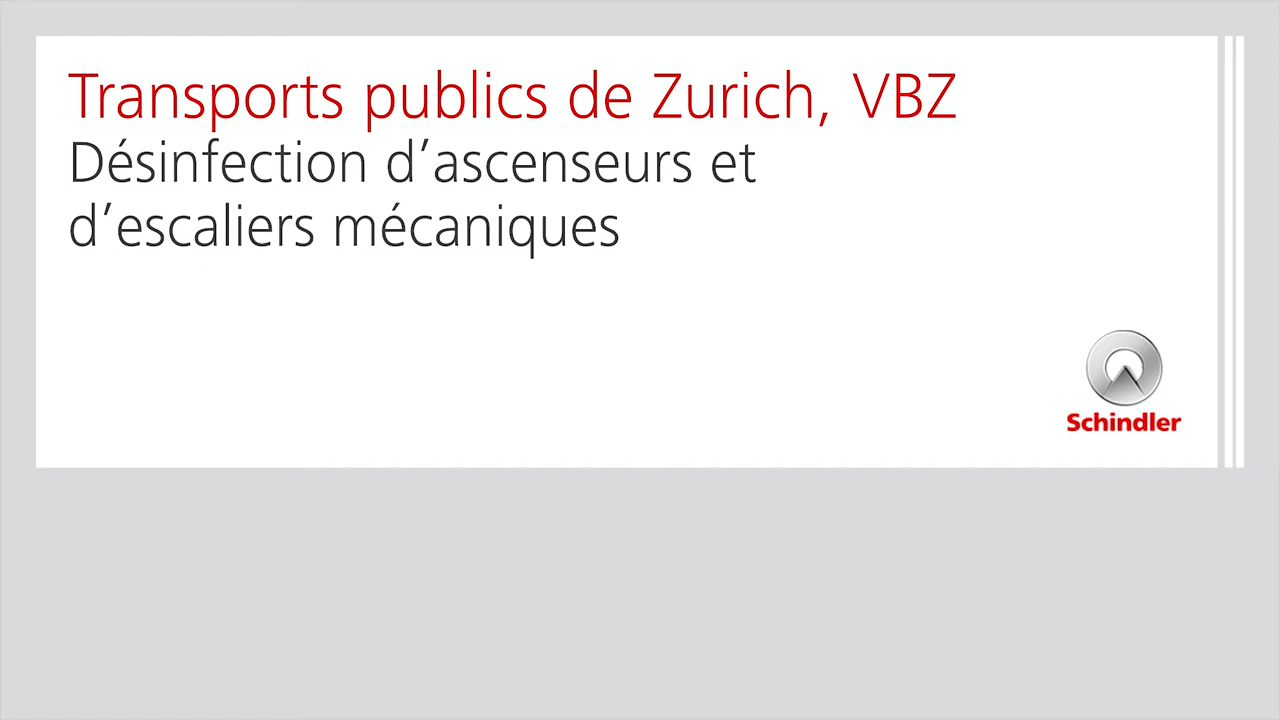 Transports publics de Zurich, VBZ
Désinfection d’ascenseurs et
d’escaliers mécaniques
Schindler